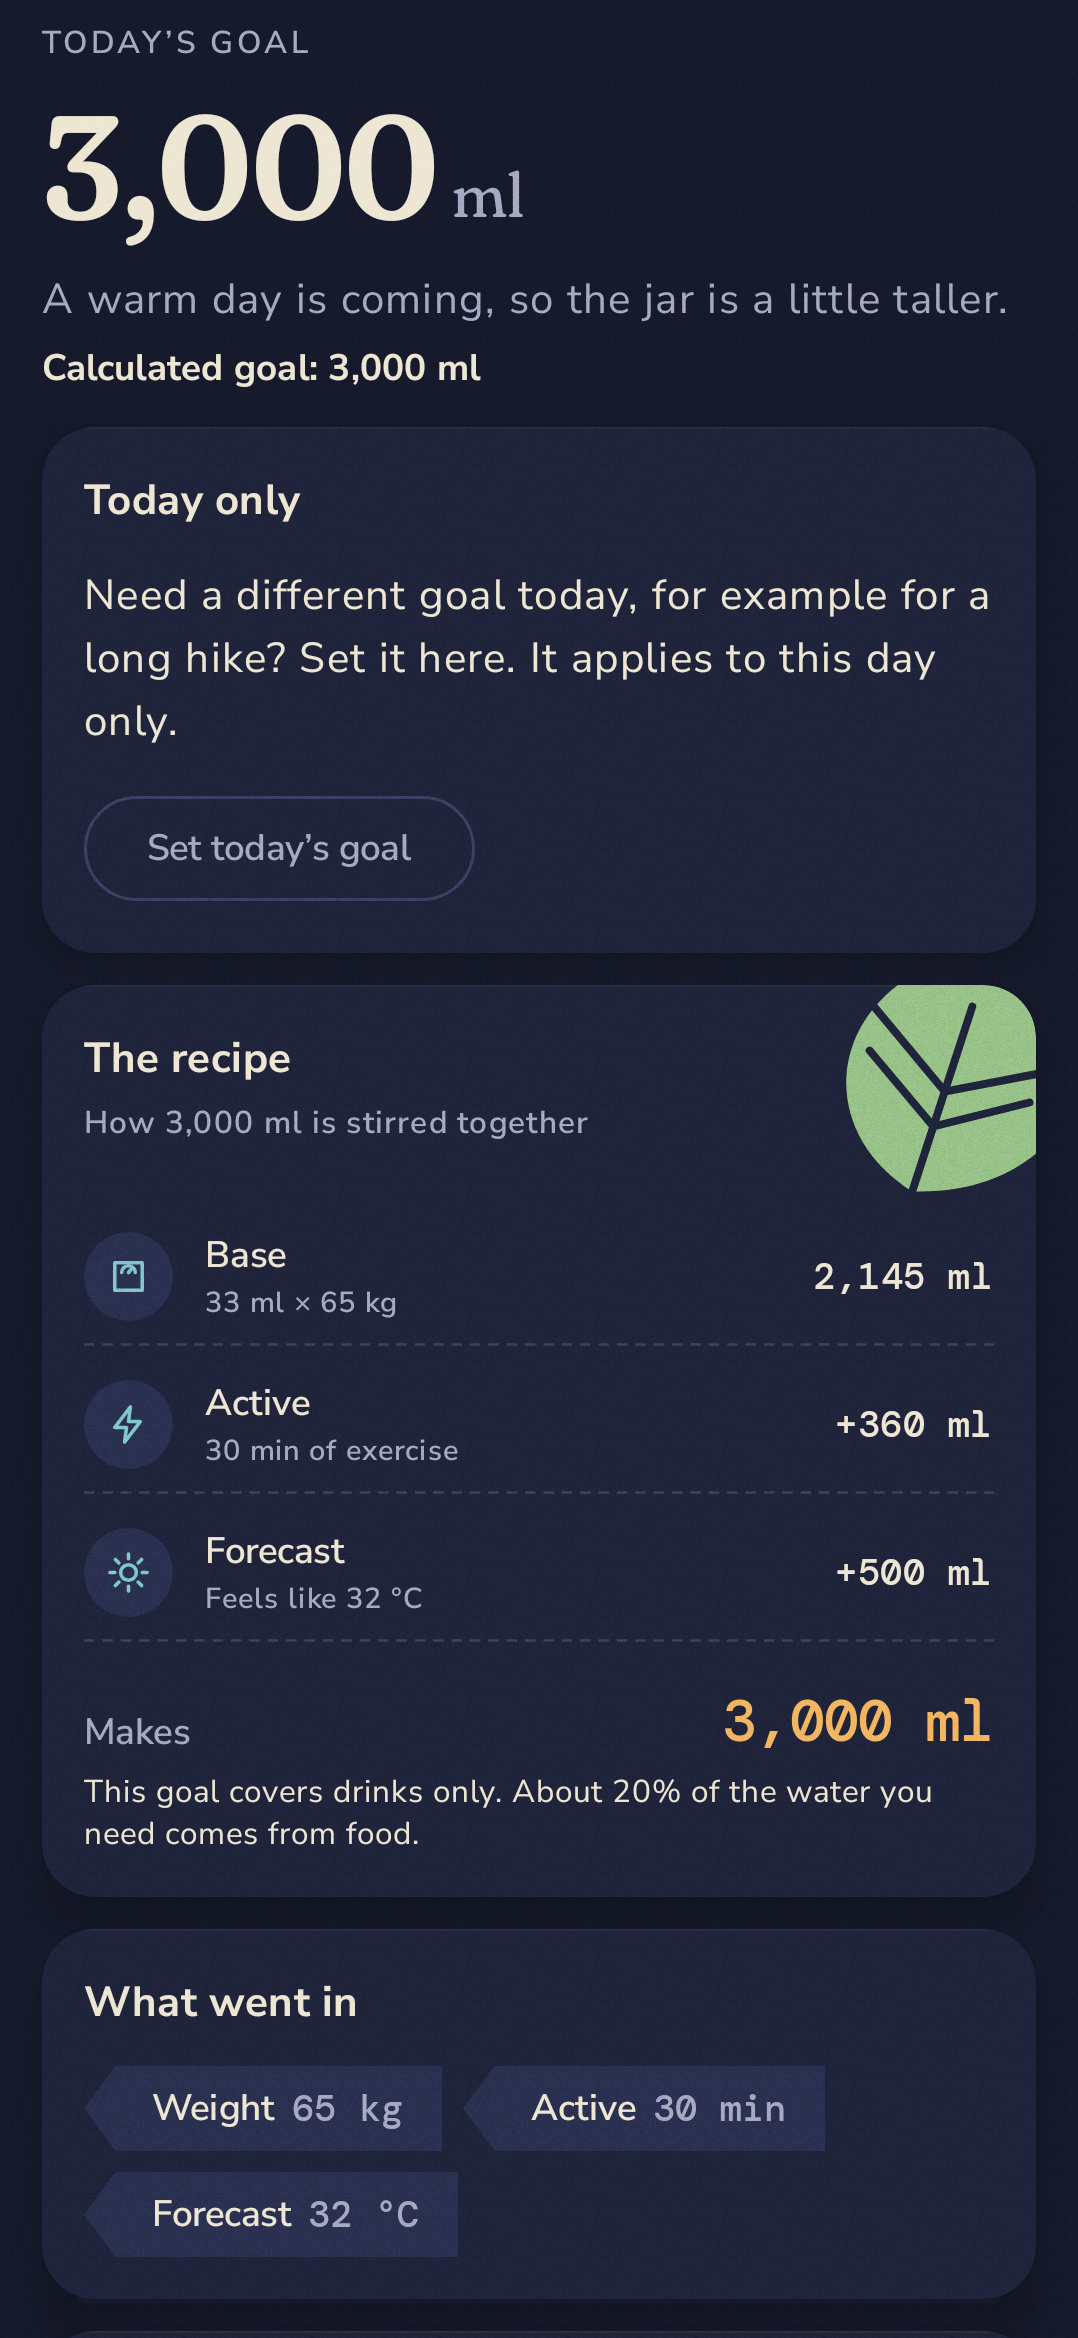 TODAY’S GOAL
3,000 ml
A warm day is coming, so the jar is a little taller.
Calculated goal: 3,000 ml
Today only
Need a different goal today, for example for a
long hike? Set it here. It applies to this day
only.
Set today’s goal
The recipe
How 3,000 ml is stirred together
Base
33 ml × 65 kg
2,145 ml
Active
30 min of exercise
+360 ml
Forecast
Feels like 32 °C
+500 ml
Makes
3,000 ml
This goal covers drinks only. About 20% of the water you
need comes from food.
What went in
Weight 65 kg
Active 30 min
Forecast 32 °C